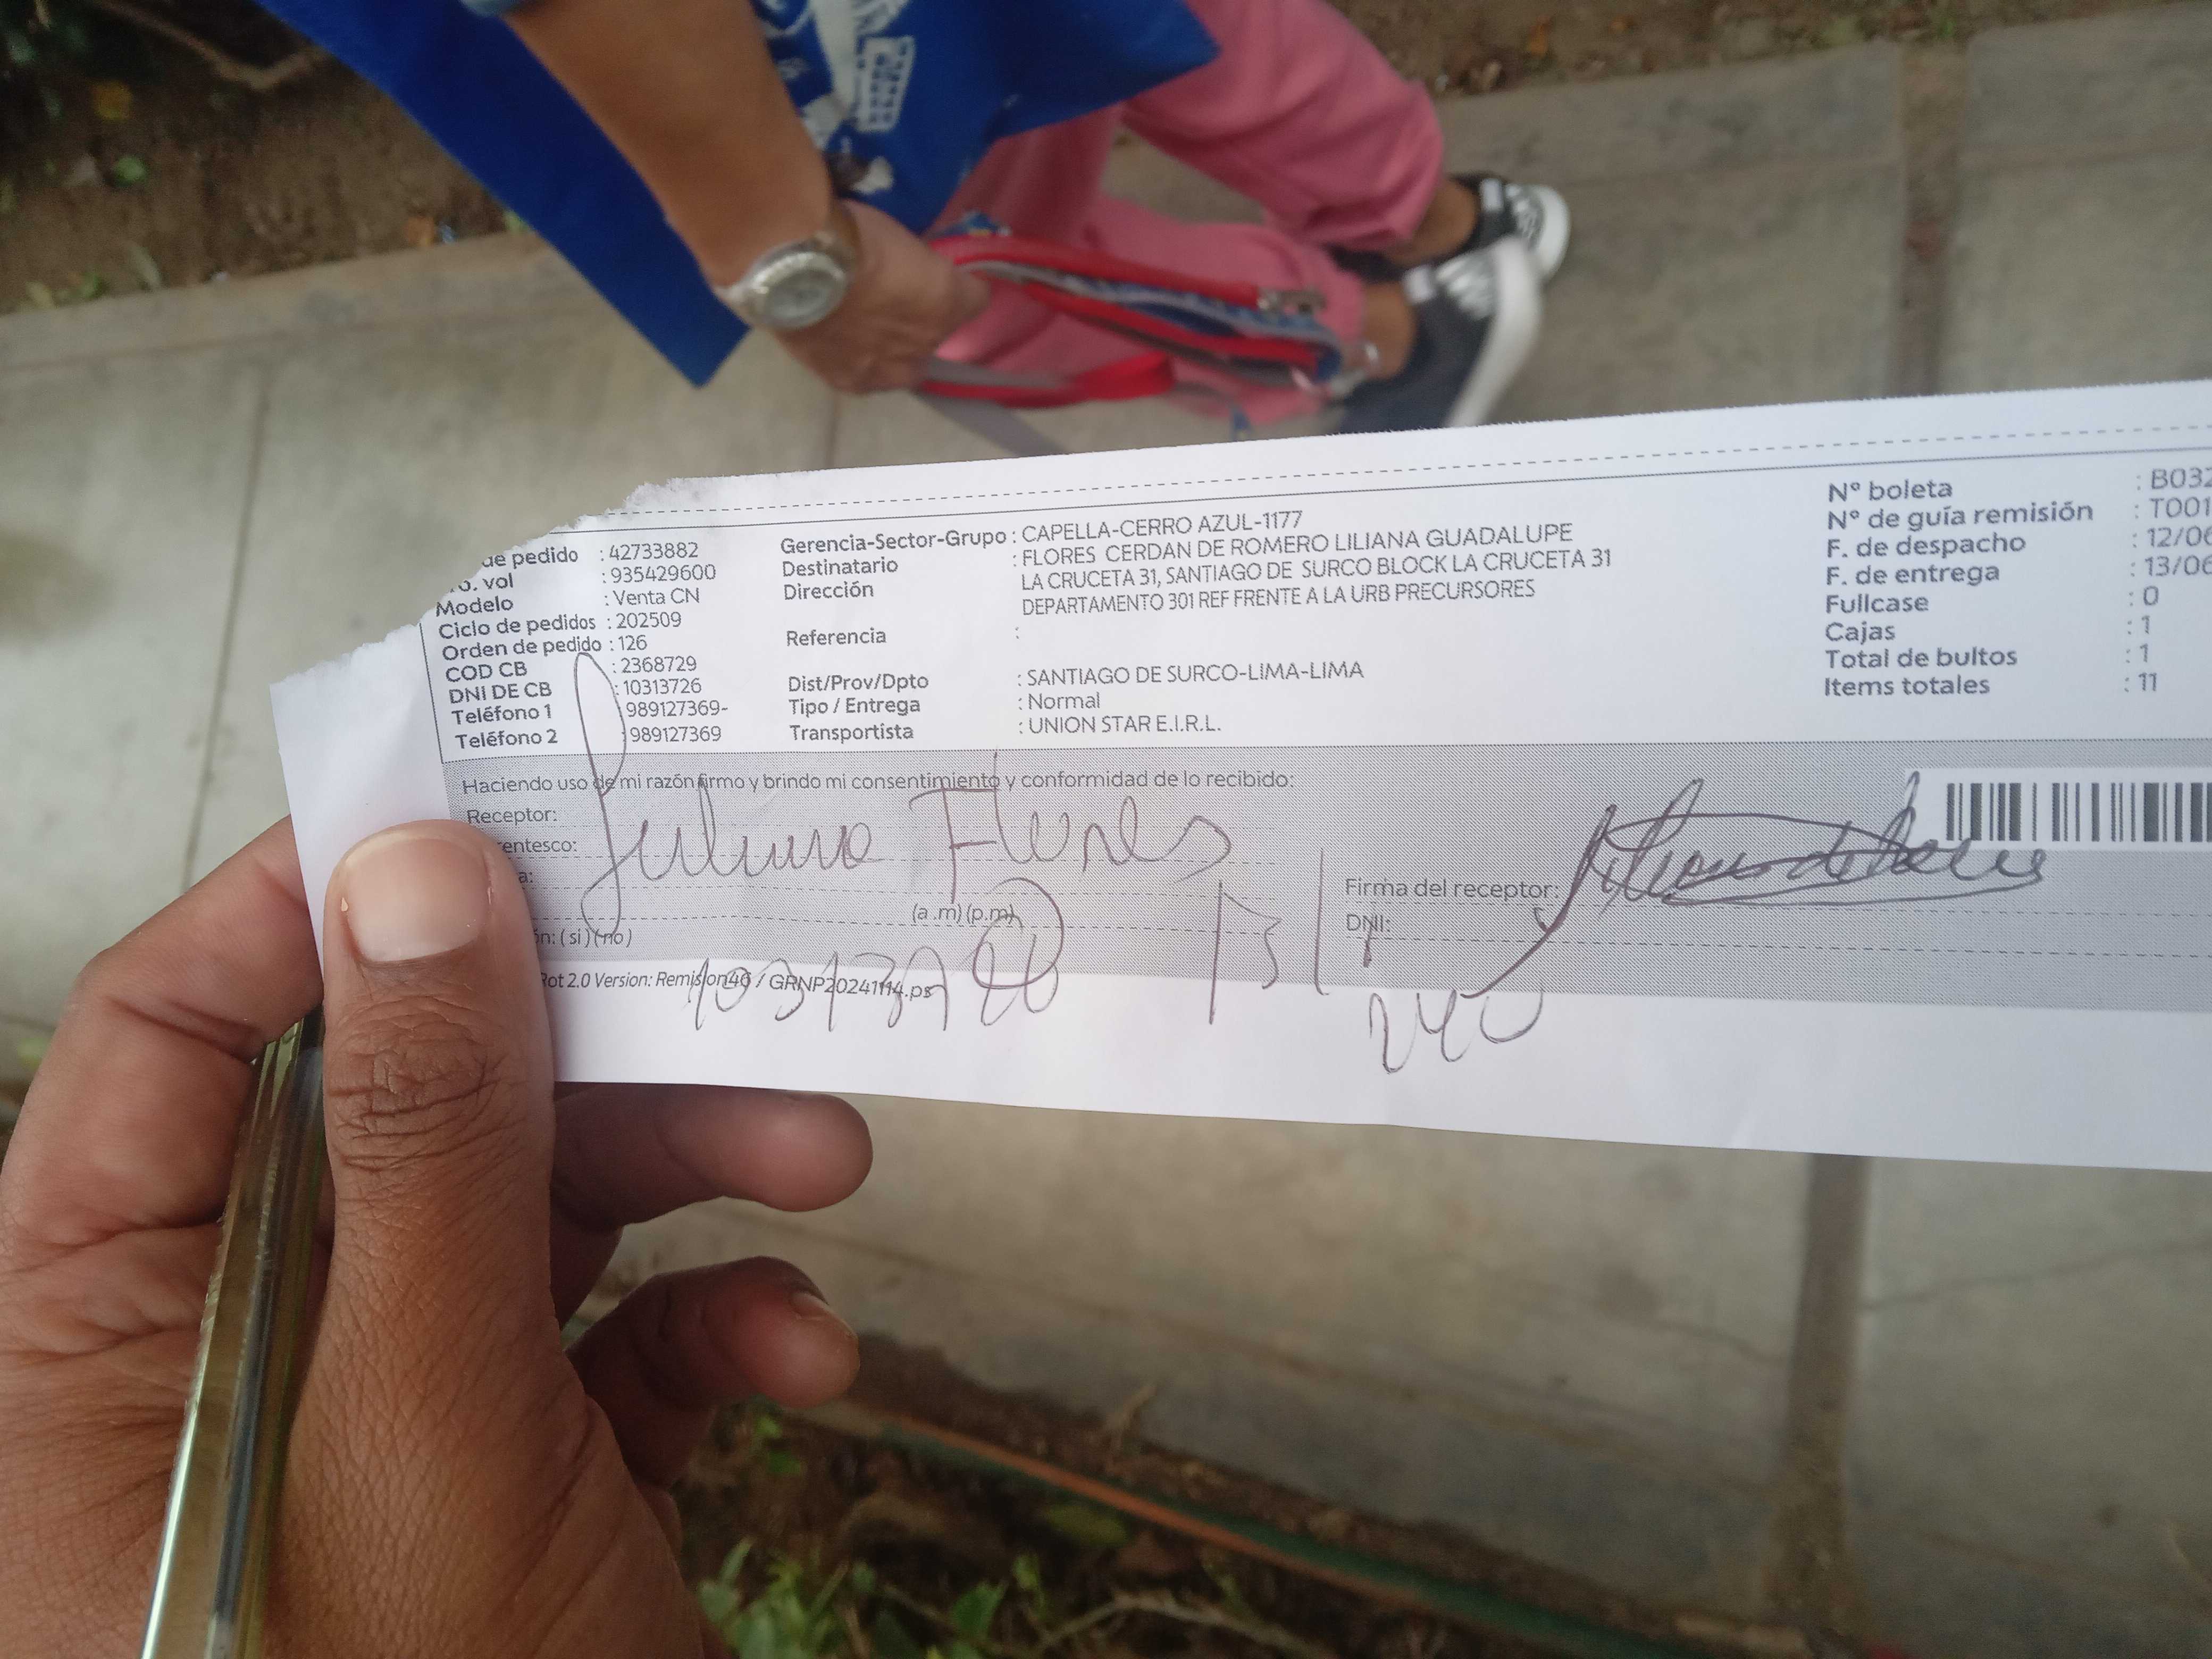 de pedido : 42733882
o. vol : 935429600
Modelo : Venta CN
Ciclo de pedidos : 202509
Orden de pedido : 126
COD CB : 2368729
DNI DE CB : 10313726
Teléfono 1 989127369-
Teléfono 2 : 989127369
Gerencia-Sector-Grupo : CAPELLA-CERRO AZUL-1177
Destinatario : FLORES CERDAN DE ROMERO LILIANA GUADALUPE
Dirección LA CRUCETA 31, SANTIAGO DE SURCO BLOCK LA CRUCETA 31
DEPARTAMENTO 301 REF FRENTE A LA URB PRECURSORES
Referencia :
Dist/Prov/Dpto : SANTIAGO DE SURCO-LIMA-LIMA
Tipo / Entrega : Normal
Transportista : UNION STAR E.I.R.L.
Nº boleta : B032
Nº de guía remisión : T001
F. de despacho : 12/06
F. de entrega : 13/06
Fullcase : 0
Cajas : 1
Total de bultos : 1
Items totales : 11
Haciendo uso de mi razón firmo y brindo mi consentimiento y conformidad de lo recibido:
Receptor:
entesco:
a:
Flores
(a .m) (p.m)
n: ( si ) ( no )
Firma del receptor:
DNI:
Rot 2.0 Version: Remision46 / GRNP20241114.ps